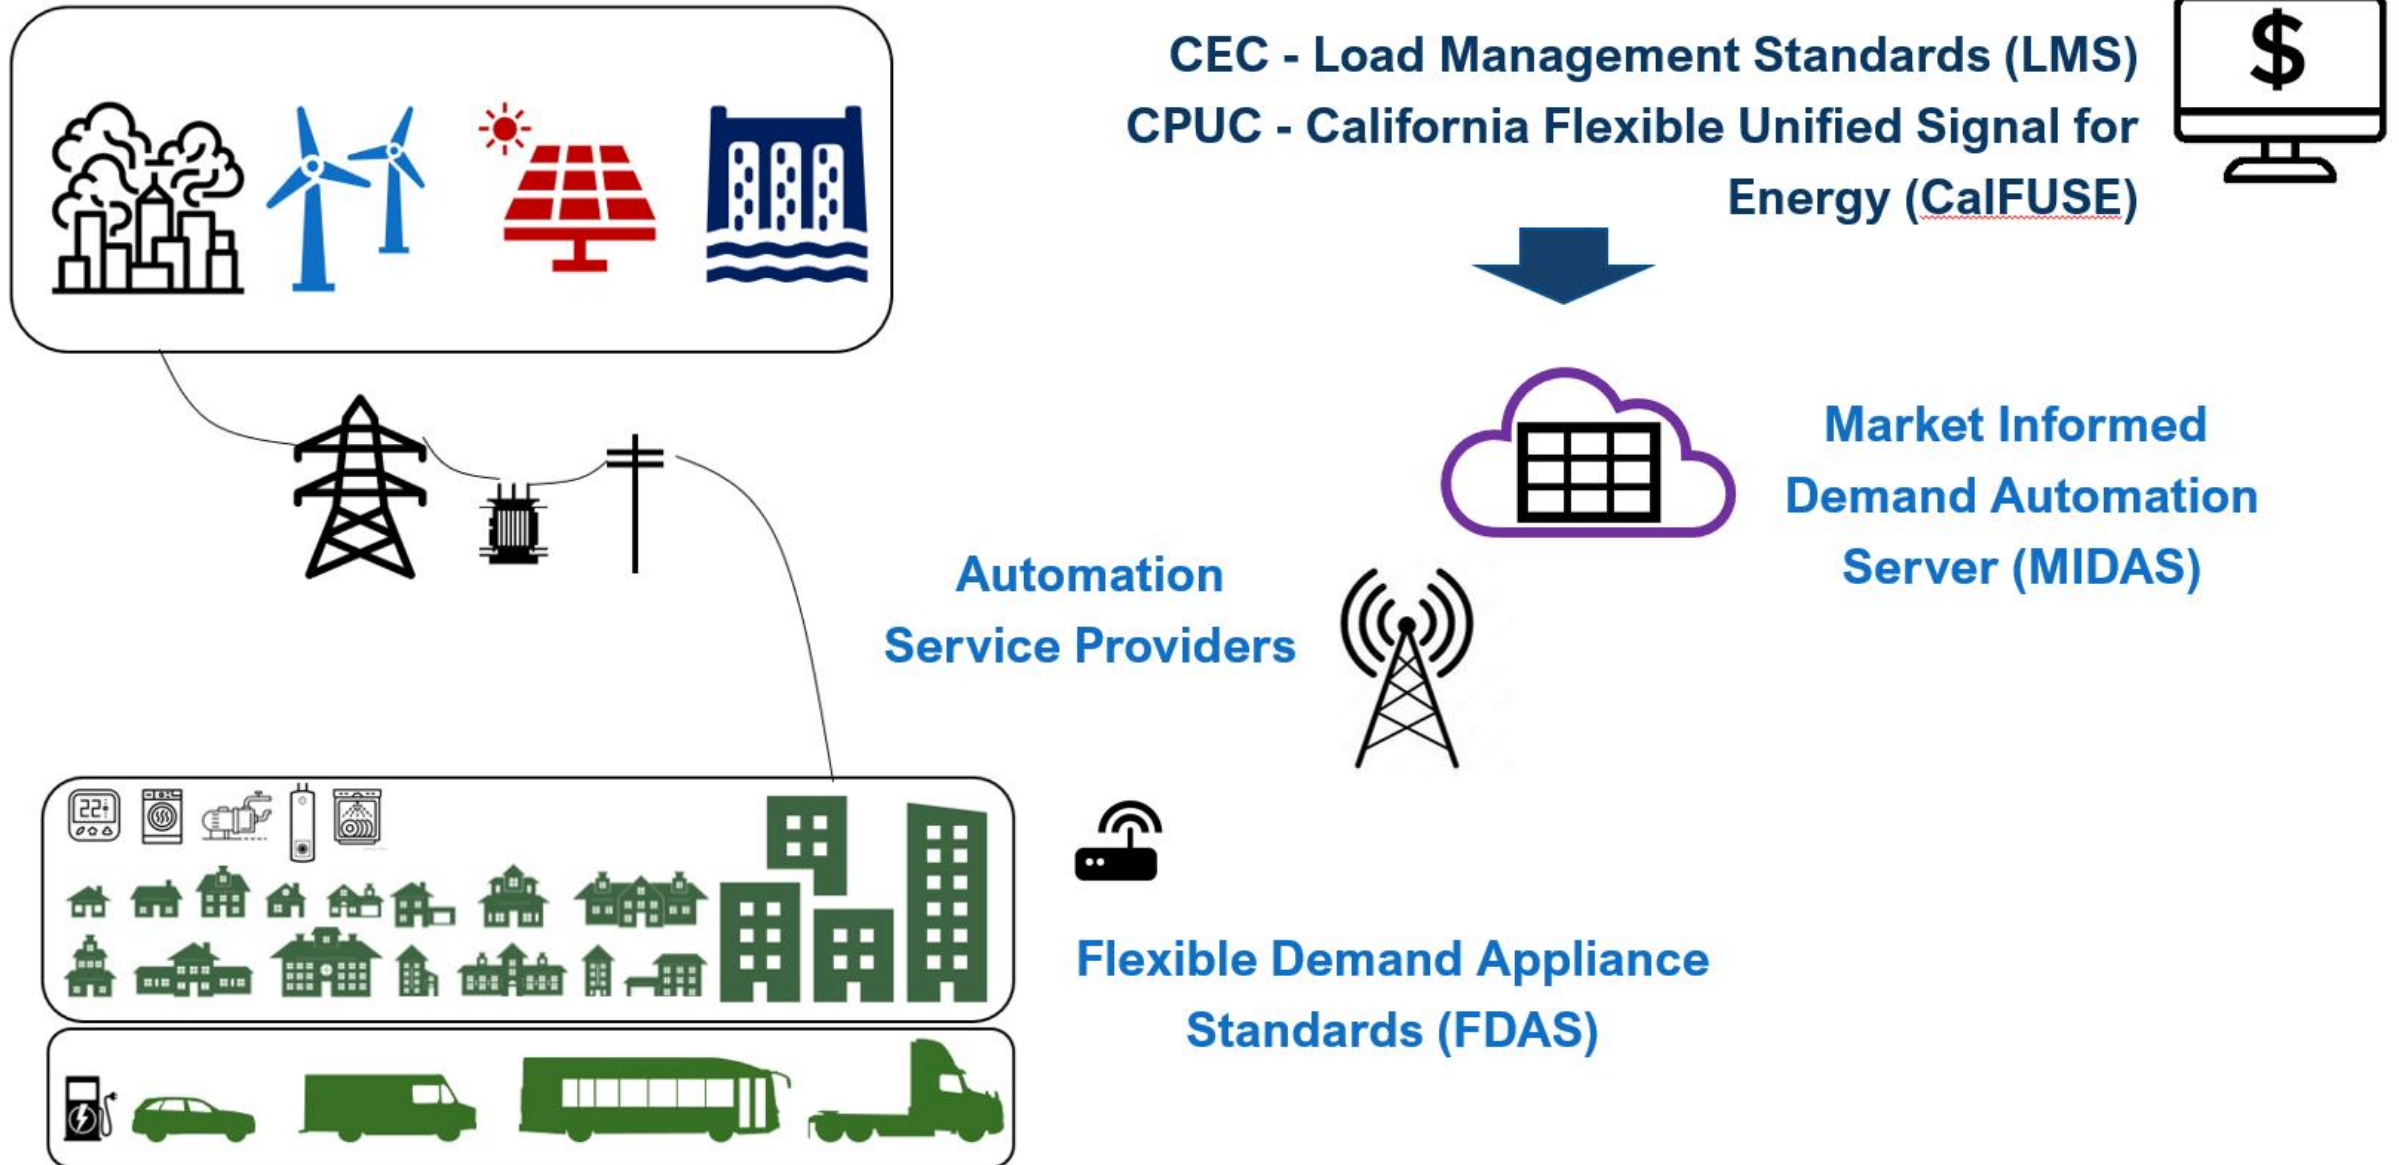 CEC - Load Management Standards (LMS)
CPUC - California Flexible Unified Signal for
Energy (CalFUSE)
$
Market Informed
Demand Automation
Server (MIDAS)
Automation
Service Providers
22
Flexible Demand Appliance
Standards (FDAS)